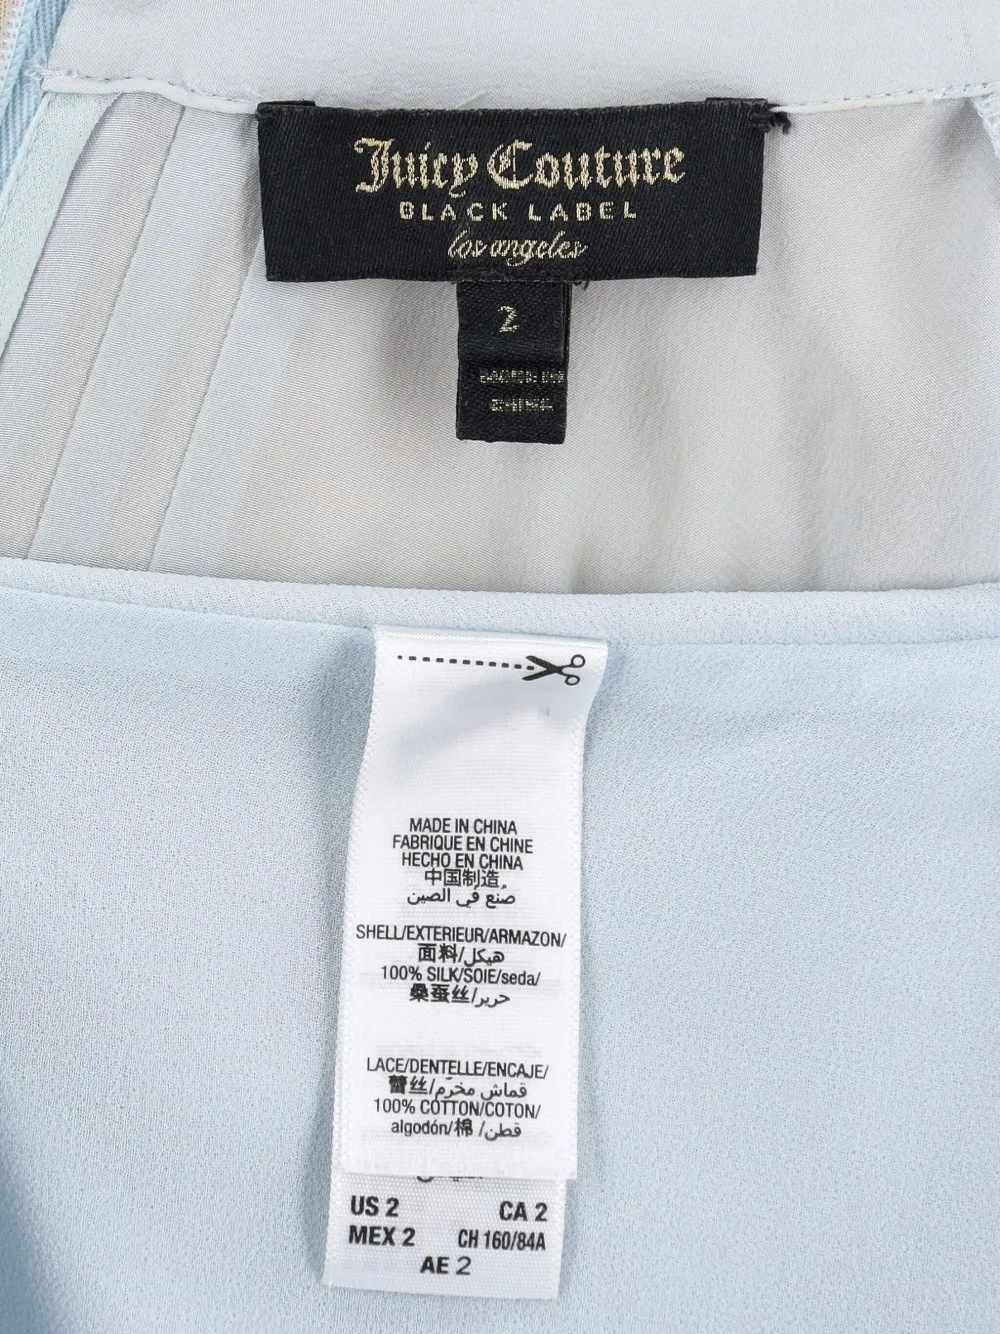 Juicy Couture
BLACK LABEL
los angeles
2
MADE IN CHINA
FABRIQUE EN CHINE
HECHO EN CHINA
中国制造
صنع في الصين
SHELL/EXTERIEUR/ARMAZON/
面料/هيكل
100% SILK/SOIE/seda/
桑蚕丝/حرير
LACE/DENTELLE/ENCAJE/
蕾丝/قماش مخرّم
100% COTTON/COTON/
algodón/棉/قطن
US 2 CA 2
MEX 2 CH 160/84A
AE 2